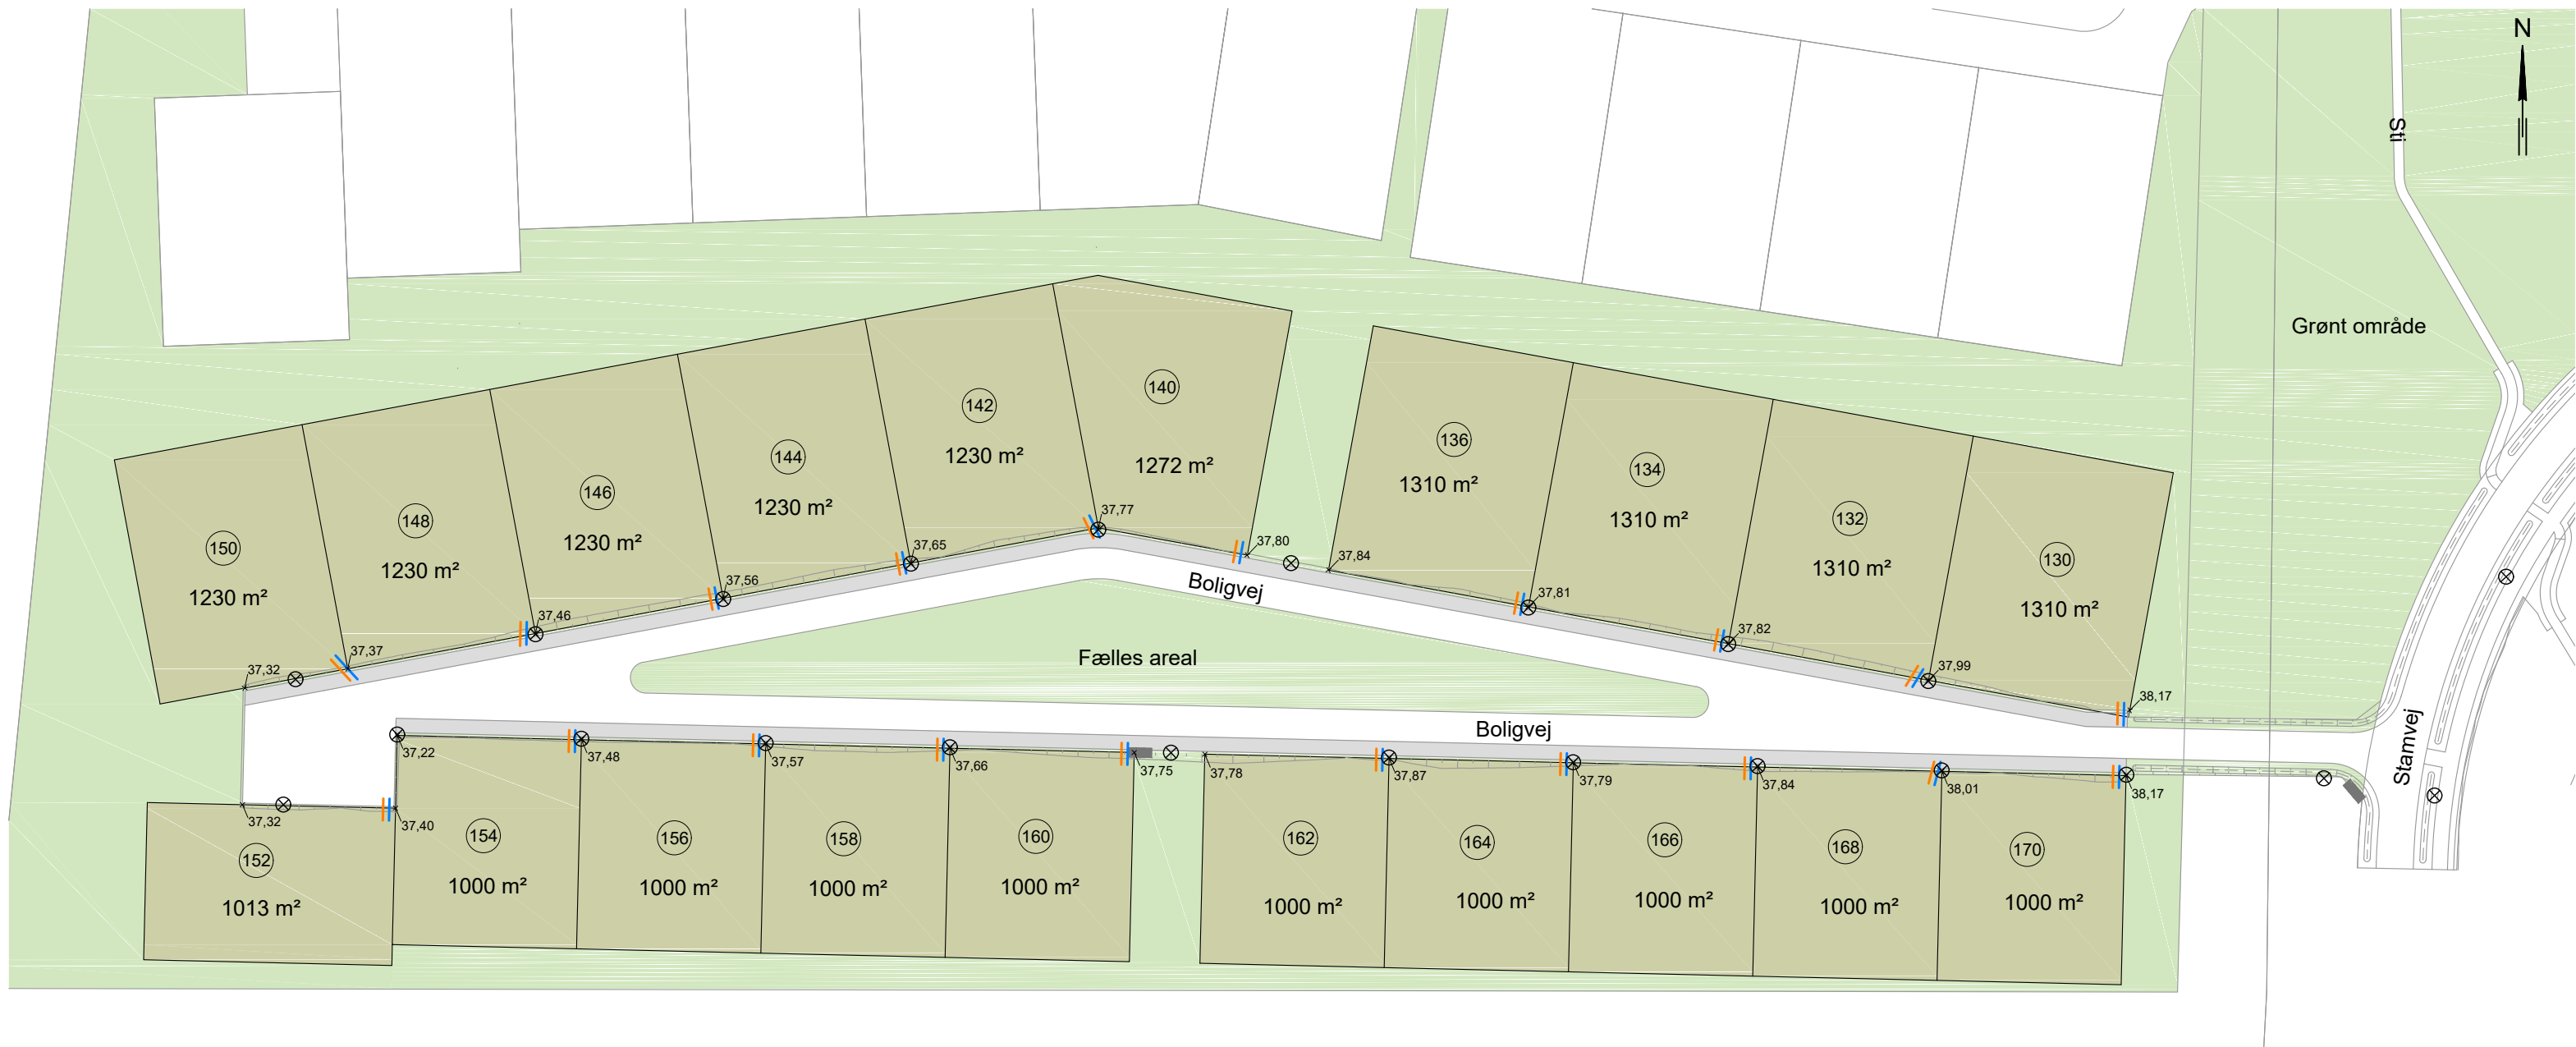 N
Sti
Grønt område
140
1272 m²
142
1230 m²
136
1310 m²
144
1230 m²
134
1310 m²
146
1230 m²
132
1310 m²
148
1230 m²
130
1310 m²
150
1230 m²
37,77
37,80
37,84
37,65
37,56
37,81
37,46
37,82
37,37
37,99
37,32
38,17
Boligvej
Fælles areal
Boligvej
Stamvej
37,22
37,48
37,57
37,66
37,75
37,78
37,87
37,79
37,84
38,01
38,17
37,32
37,40
152
1013 m²
154
1000 m²
156
1000 m²
158
1000 m²
160
1000 m²
162
1000 m²
164
1000 m²
166
1000 m²
168
1000 m²
170
1000 m²